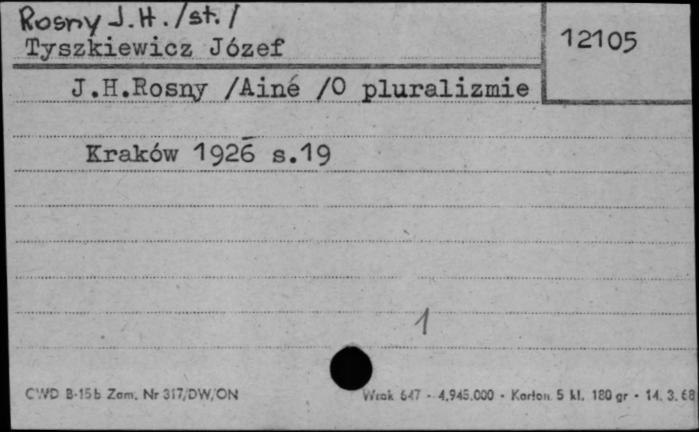 Rosny J.H. /st./
Tyszkiewicz Józef
12105
J.H.Rosny /Ainé /O pluralizmie
Kraków 1926 s.19
1
CWD B-15b Zam. Nr 317/DW/ON
Wrak 647 - 4.945.000 - Karton 5 kl. 180 gr - 14. 3. 68